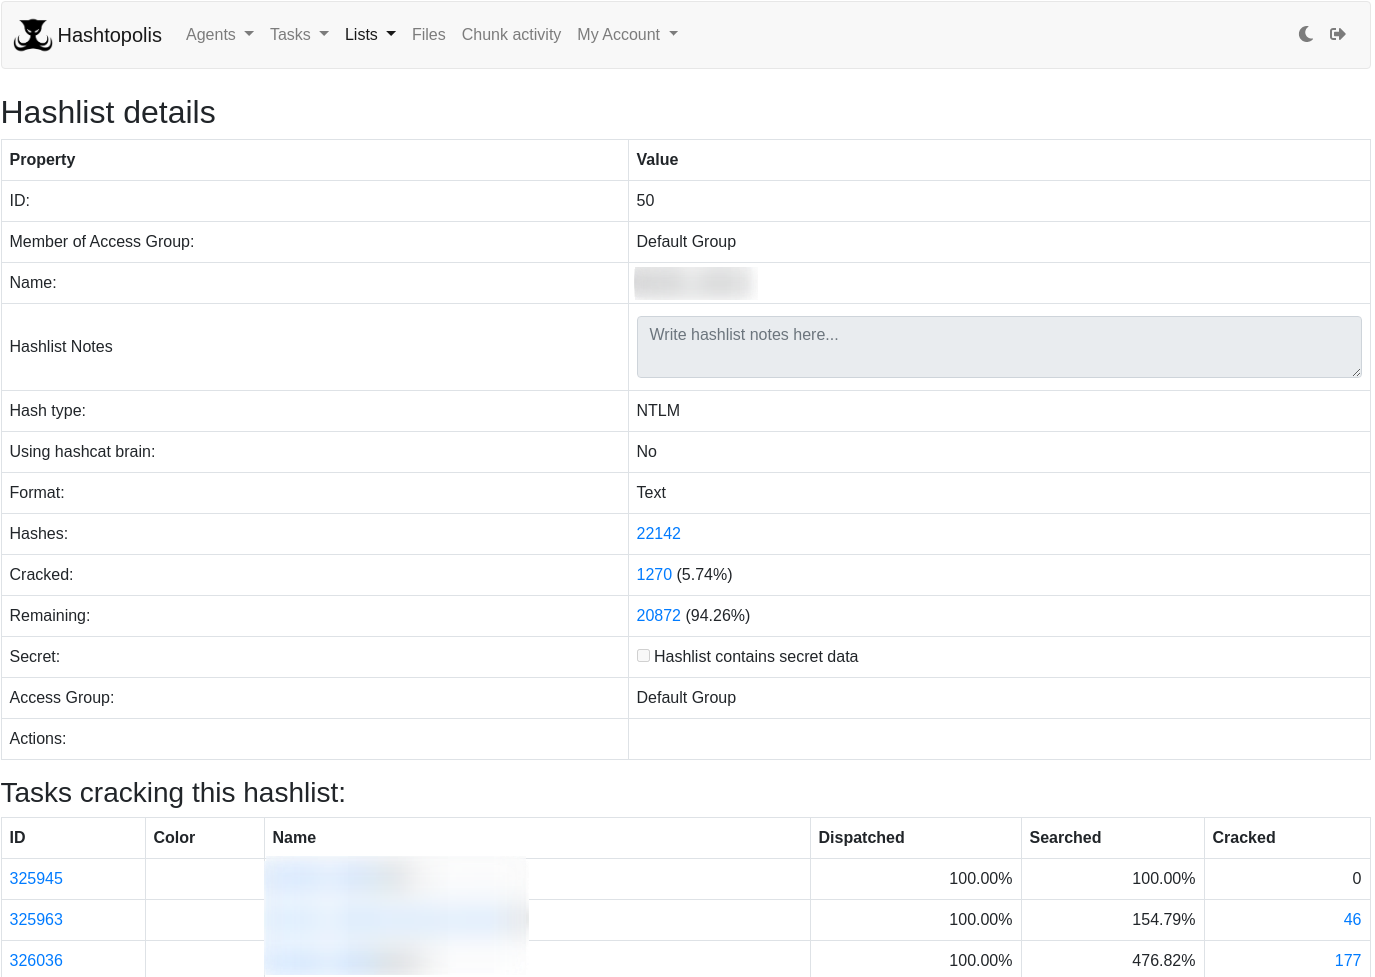 Hashtopolis Agents Tasks Lists Files Chunk activity My Account
Hashlist details
Property Value
ID: 50
Member of Access Group: Default Group
Name:
Hashlist Notes Write hashlist notes here...
Hash type: NTLM
Using hashcat brain: No
Format: Text
Hashes: 22142
Cracked: 1270 (5.74%)
Remaining: 20872 (94.26%)
Secret: Hashlist contains secret data
Access Group: Default Group
Actions:
Tasks cracking this hashlist:
ID Color Name Dispatched Searched Cracked
325945 100.00% 100.00% 0
325963 100.00% 154.79% 46
326036 100.00% 476.82% 177